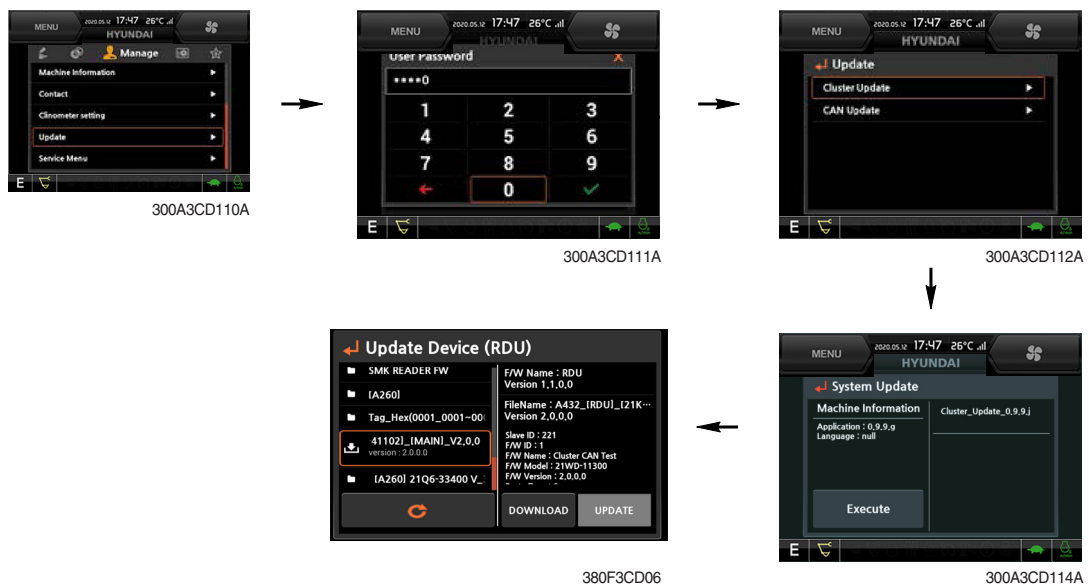 MENU
2020.05.12 17:47 26°C
HYUNDAI
Manage
Machine Information
Contact
Clinometer setting
Update
Service Menu
E
300A3CD110A
MENU
2020.05.12 17:47 26°C
HYUNDAI
User Password
X
****0
1 2 3
4 5 6
7 8 9
0
E
300A3CD111A
MENU
2020.05.12 17:47 26°C
HYUNDAI
Update
Cluster Update
CAN Update
E
300A3CD112A
MENU
2020.05.12 17:47 26°C
HYUNDAI
System Update
Machine Information
Application : 0,9,9,g
Language : null
Execute
Cluster_Update_0,9,9,j
E
300A3CD114A
Update Device (RDU)
SMK READER FW
[A260]
Tag_Hex(0001_0001~00
41102]_[MAIN]_V2,0,0
version : 2.0.0.0
[A260] 21Q6-33400 V_
F/W Name : RDU
Version 1,1,0,0
FileName : A432_[RDU]_[21K…
Version 2,0,0,0
Slave ID : 221
F/W ID : 1
F/W Name : Cluster CAN Test
F/W Model : 21WD-11300
F/W Version : 2,0,0,0
DOWNLOAD
UPDATE
380F3CD06